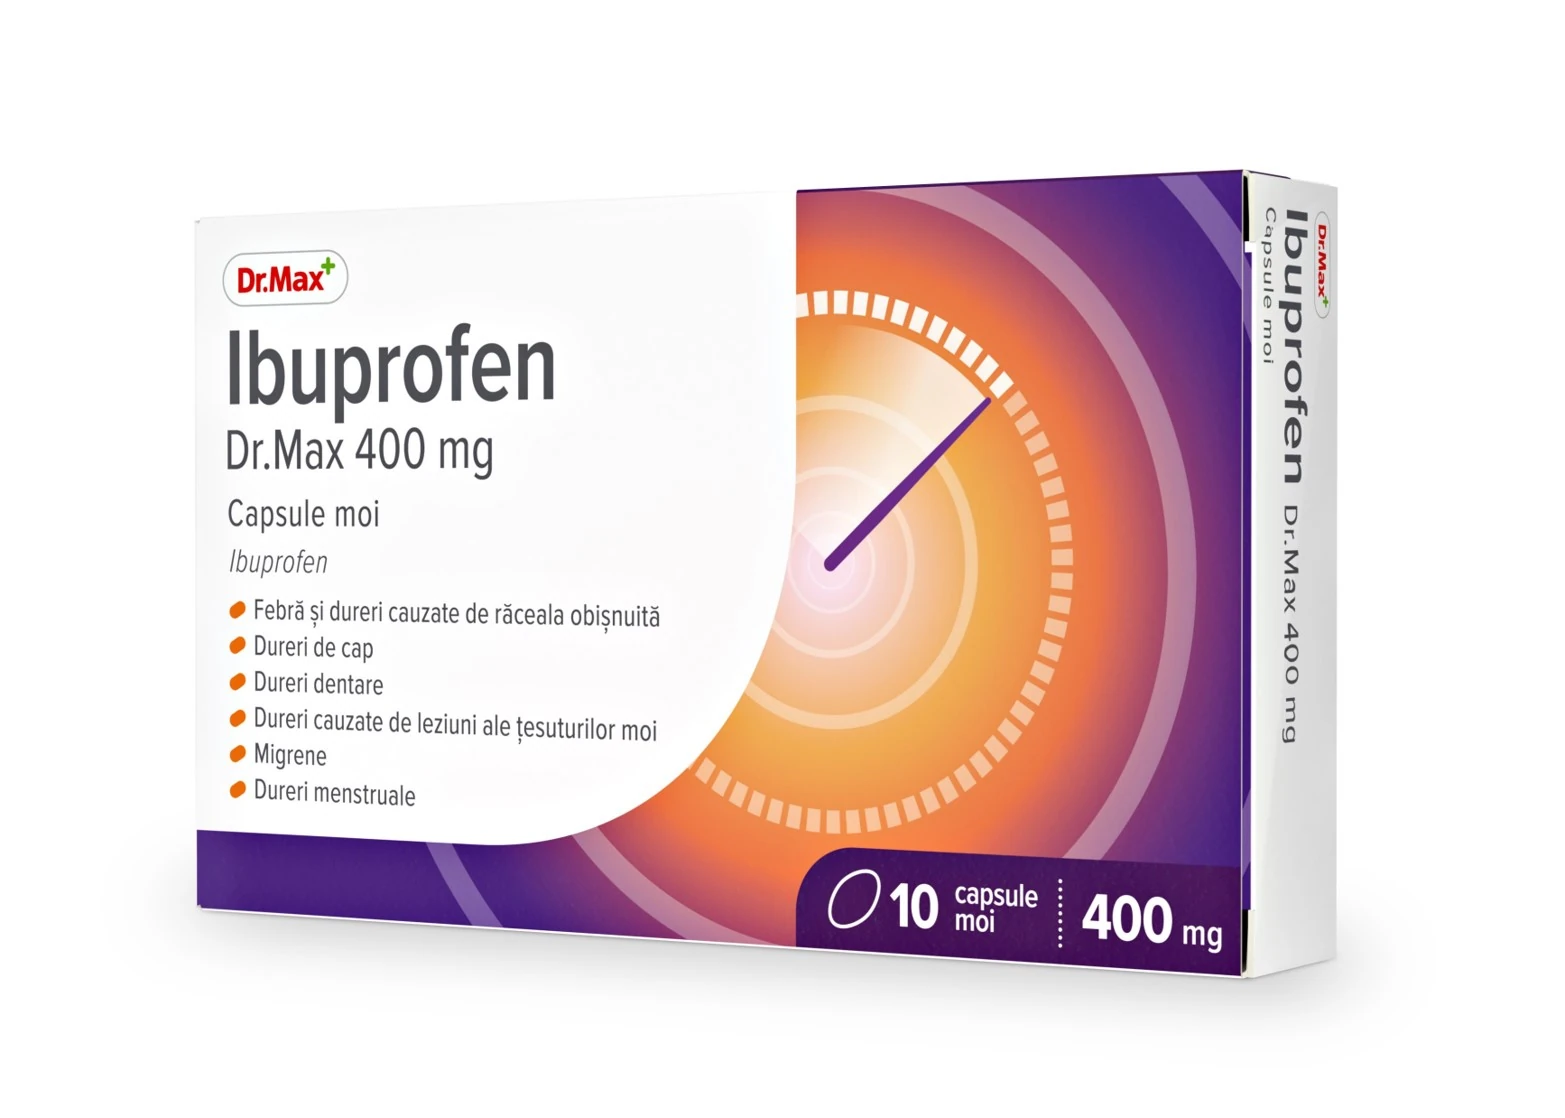 Dr.Max+
Ibuprofen
Dr.Max 400 mg
Capsule moi
Ibuprofen
Febră și dureri cauzate de răceala obișnuită
Dureri de cap
Dureri dentare
Dureri cauzate de leziuni ale țesuturilor moi
Migrene
Dureri menstruale
10 capsule moi 400 mg
Dr.Max+
Ibuprofen Dr.Max 400 mg
Capsule moi